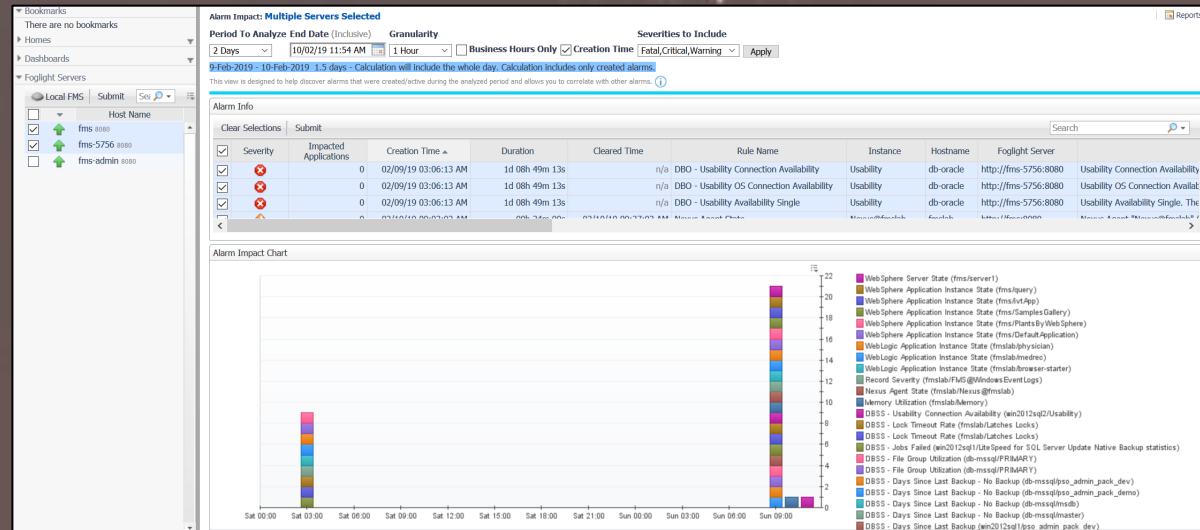 Bookmarks
There are no bookmarks
Homes
Dashboards
Foglight Servers
Local FMS Submit Sea
Host Name
fms 8080
fms-5756 8080
fms-admin 8080
Alarm Impact: Multiple Servers Selected
Reports
Period To Analyze End Date (Inclusive) Granularity Severities to Include
2 Days 10/02/19 11:54 AM 1 Hour Business Hours Only Creation Time Fatal,Critical,Warning Apply
9-Feb-2019 - 10-Feb-2019 1.5 days - Calculation will include the whole day. Calculation includes only created alarms.
This view is designed to help discover alarms that were created/active during the analyzed period and allows you to correlate with other alarms.
Alarm Info
Clear Selections Submit Search
Severity Impacted Applications Creation Time Duration Cleared Time Rule Name Instance Hostname Foglight Server
0 02/09/19 03:06:13 AM 1d 08h 49m 13s n/a DBO - Usability Connection Availability Usability db-oracle http://fms-5756:8080 Usability Connection Availab
0 02/09/19 03:06:13 AM 1d 08h 49m 13s n/a DBO - Usability OS Connection Availability Usability db-oracle http://fms-5756:8080 Usability OS Connection Availab
0 02/09/19 03:06:13 AM 1d 08h 49m 13s n/a DBO - Usability Availability Single Usability db-oracle http://fms-5756:8080 Usability Availability Single. The
Alarm Impact Chart
22
20
18
16
14
12
10
8
6
4
2
0
Sat 00:00 Sat 03:00 Sat 06:00 Sat 09:00 Sat 12:00 Sat 15:00 Sat 18:00 Sat 21:00 Sun 00:00 Sun 03:00 Sun 06:00 Sun 09:00
WebSphere Server State (fms/server1)
WebSphere Application Instance State (fms/query)
WebSphere Application Instance State (fms/ivtApp)
WebSphere Application Instance State (fms/SamplesGallery)
WebSphere Application Instance State (fms/PlantsByWebSphere)
WebSphere Application Instance State (fms/DefaultApplication)
WebLogic Application Instance State (fmslab/physician)
WebLogic Application Instance State (fmslab/medrec)
WebLogic Application Instance State (fmslab/browser-starter)
Record Severity (fmslab/FMS@WindowsEventLogs)
Nexus Agent State (fmslab/Nexus@fmslab)
Memory Utilization (fmslab/Memory)
DBSS - Usability Connection Availability (win2012sql2/Usability)
DBSS - Lock Timeout Rate (fmslab/Latches Locks)
DBSS - Lock Timeout Rate (fmslab/Latches Locks)
DBSS - Jobs Failed (win2012sql1/LiteSpeed for SQL Server Update Native Backup statistics)
DBSS - File Group Utilization (db-mssql/PRIMARY)
DBSS - File Group Utilization (db-mssql/PRIMARY)
DBSS - Days Since Last Backup - No Backup (db-mssql/pso_admin_pack_dev)
DBSS - Days Since Last Backup - No Backup (db-mssql/pso_admin_pack_demo)
DBSS - Days Since Last Backup - No Backup (db-mssql/msdb)
DBSS - Days Since Last Backup - No Backup (db-mssql/master)
DBSS - Days Since Last Backup (win2012sql1/pso_admin_pack_dev)